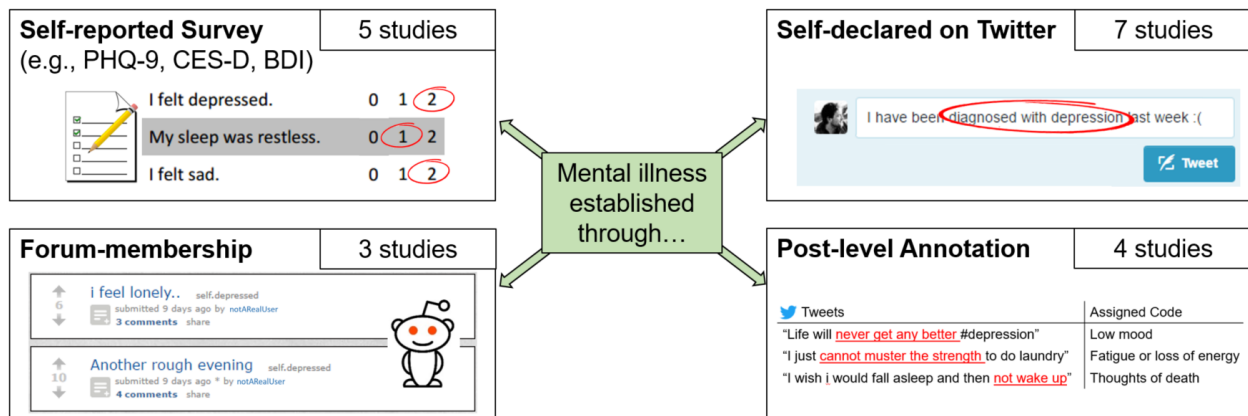 Self-reported Survey
5 studies
(e.g., PHQ-9, CES-D, BDI)
I felt depressed. 0 1 2
My sleep was restless. 0 1 2
I felt sad. 0 1 2
Self-declared on Twitter
7 studies
I have been diagnosed with depression last week :(
Tweet
Mental illness
established
through...
Forum-membership
3 studies
6
i feel lonely.. self.depressed
submitted 9 days ago by notARealUser
3 comments share
10
Another rough evening self.depressed
submitted 9 days ago * by notARealUser
4 comments share
Post-level Annotation
4 studies
Tweets Assigned Code
“Life will never get any better #depression” Low mood
“I just cannot muster the strength to do laundry” Fatigue or loss of energy
“I wish i would fall asleep and then not wake up” Thoughts of death